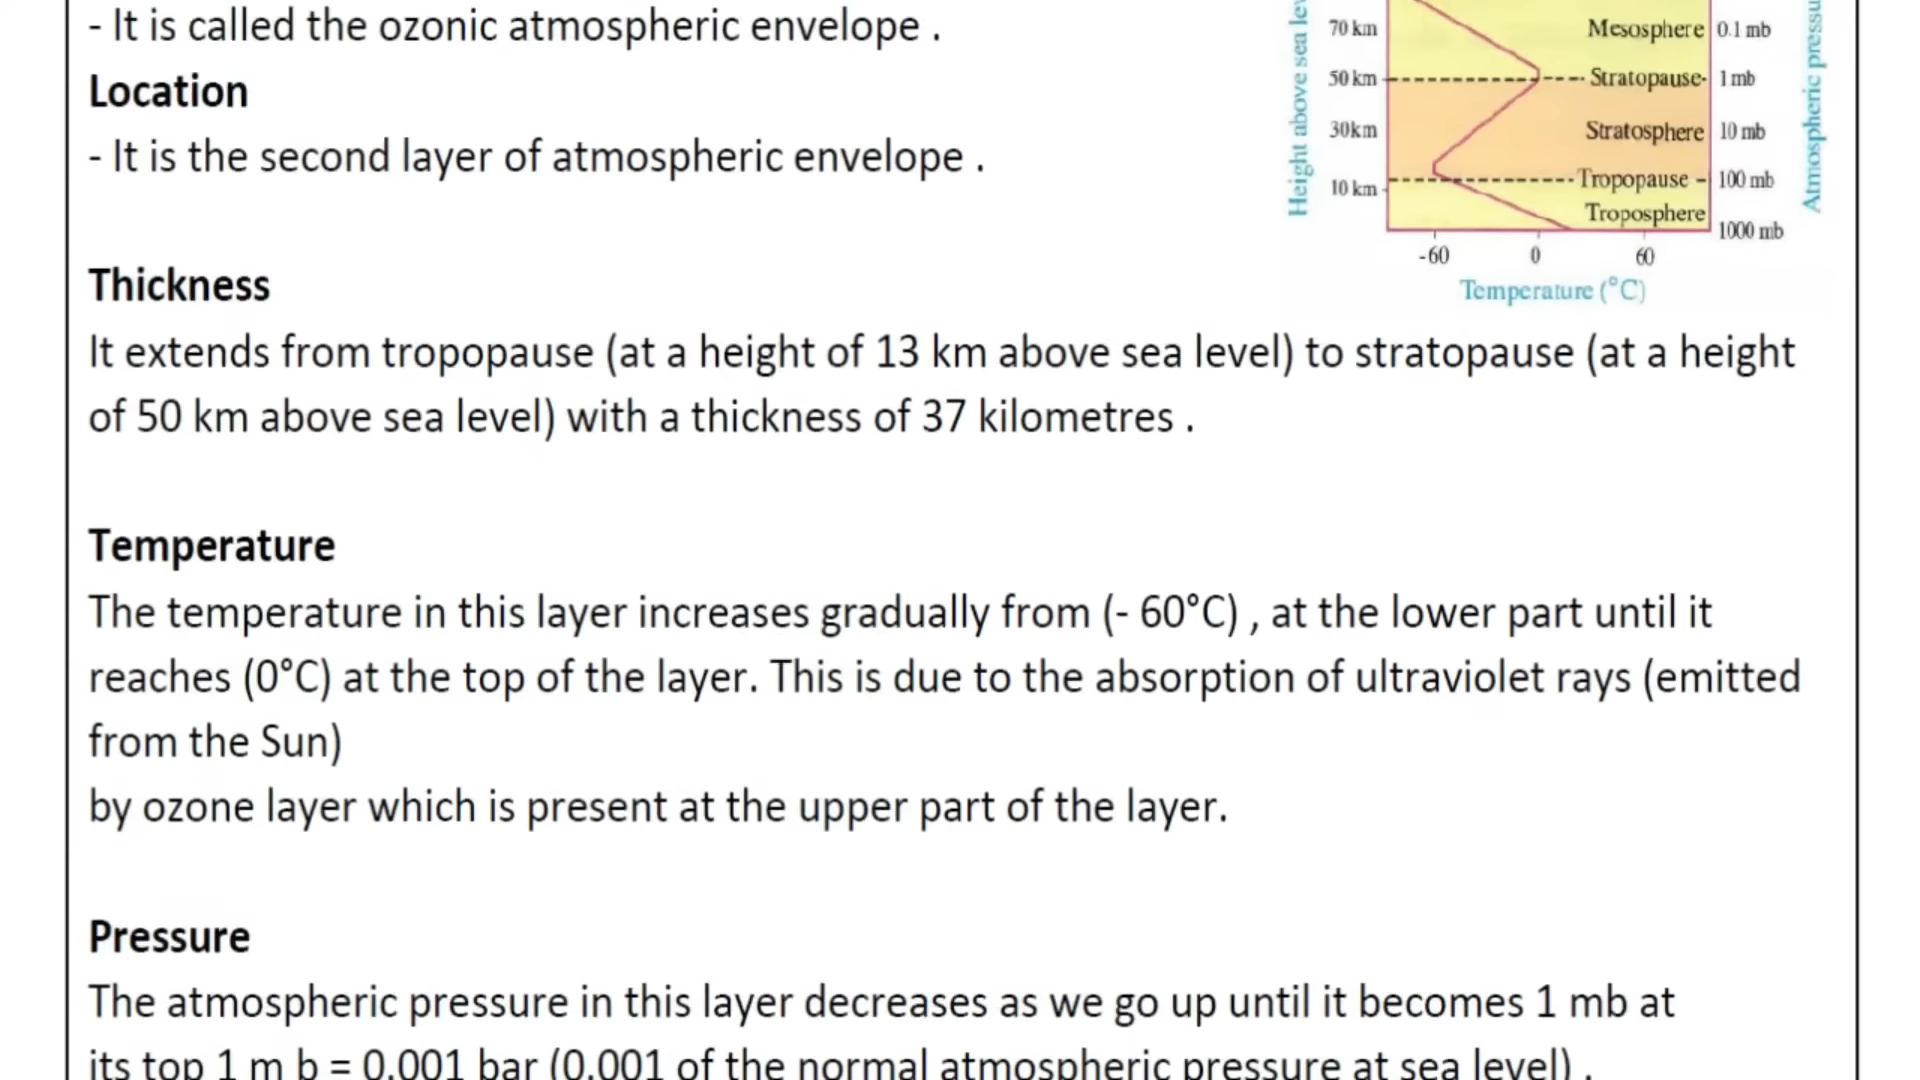 - It is called the ozonic atmospheric envelope .
Location
- It is the second layer of atmospheric envelope .
Thickness
It extends from tropopause (at a height of 13 km above sea level) to stratopause (at a height
of 50 km above sea level) with a thickness of 37 kilometres .
Temperature
The temperature in this layer increases gradually from (- 60°C) , at the lower part until it
reaches (0°C) at the top of the layer. This is due to the absorption of ultraviolet rays (emitted
from the Sun)
by ozone layer which is present at the upper part of the layer.
Pressure
The atmospheric pressure in this layer decreases as we go up until it becomes 1 mb at
its top 1 m b = 0.001 bar (0.001 of the normal atmospheric pressure at sea level) .
Height above sea lev
70 km
50 km
30km
10 km
Mesosphere
Stratopause
Stratosphere
Tropopause
Troposphere
0.1 mb
1mb
10 mb
100 mb
1000 mb
Atmospheric pressu
-60 0 60
Temperature (°C)